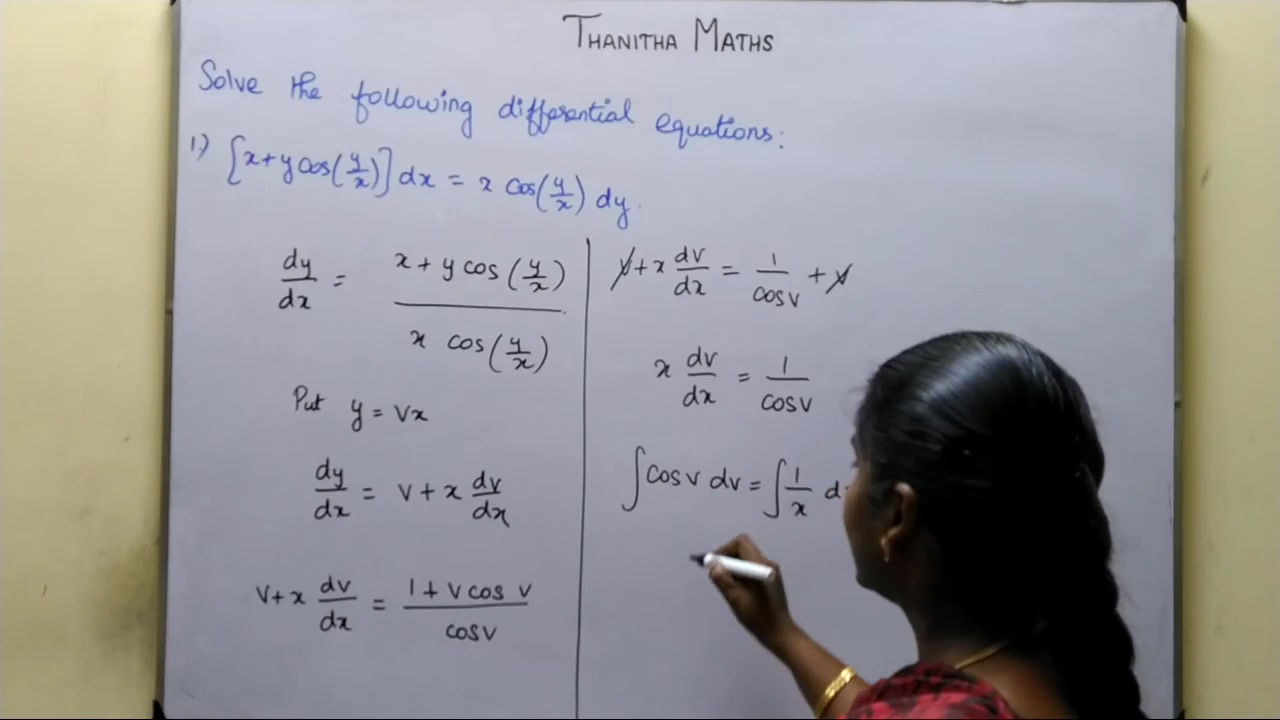 THANITHA MATHS
Solve the following differential equations:
1.) [x+y cos(y/x)] dx = x cos(y/x) dy.
dy/dx = x + y cos(y/x) / x cos(y/x)
Put y = vx
dy/dx = v + x dv/dx
v + x dv/dx = 1 + v cos v / cos v
v + x dv/dx = 1/cos v + v
x dv/dx = 1/cos v
∫ cos v dv = ∫ 1/x d